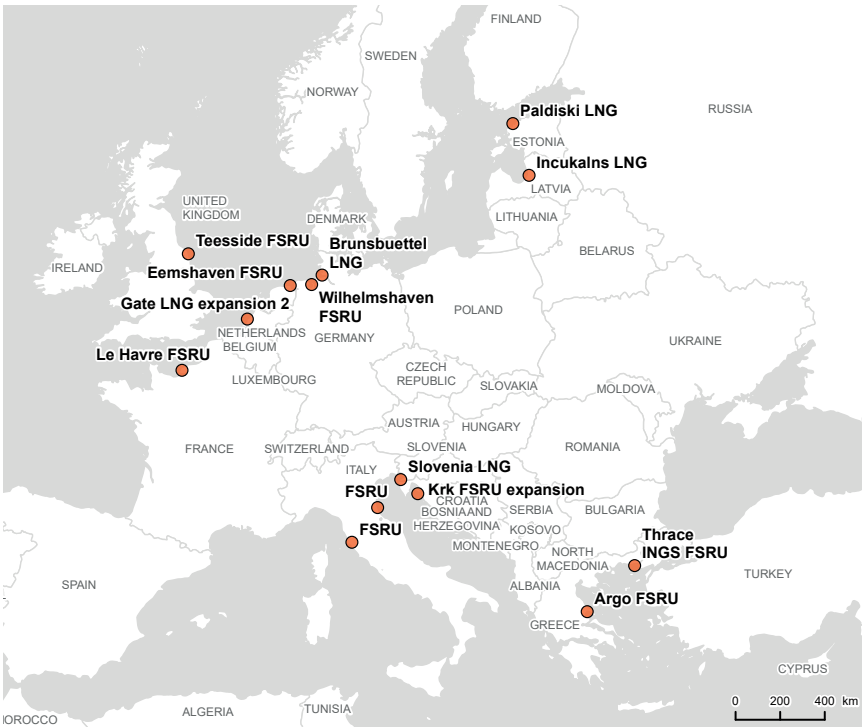 FINLAND
SWEDEN
NORWAY
RUSSIA
Paldiski LNG
ESTONIA
Incukalns LNG
LATVIA
UNITED
KINGDOM
DENMARK
LITHUANIA
Teesside FSRU
Brunsbuettel
LNG
BELARUS
IRELAND
Eemshaven FSRU
Wilhelmshaven
FSRU
Gate LNG expansion 2
POLAND
NETHERLANDS
BELGIUM
GERMANY
UKRAINE
Le Havre FSRU
LUXEMBOURG
CZECH
REPUBLIC
SLOVAKIA
MOLDOVA
AUSTRIA
HUNGARY
FRANCE
SWITZERLAND
SLOVENIA
ROMANIA
ITALY
Slovenia LNG
FSRU
Krk FSRU expansion
CROATIA
BOSNIA AND
HERZEGOVINA
SERBIA
BULGARIA
FSRU
KOSOVO
MONTENEGRO
NORTH
MACEDONIA
Thrace
INGS FSRU
SPAIN
ALBANIA
TURKEY
Argo FSRU
GREECE
CYPRUS
ALGERIA
TUNISIA
OROCCO
0 200 400 km